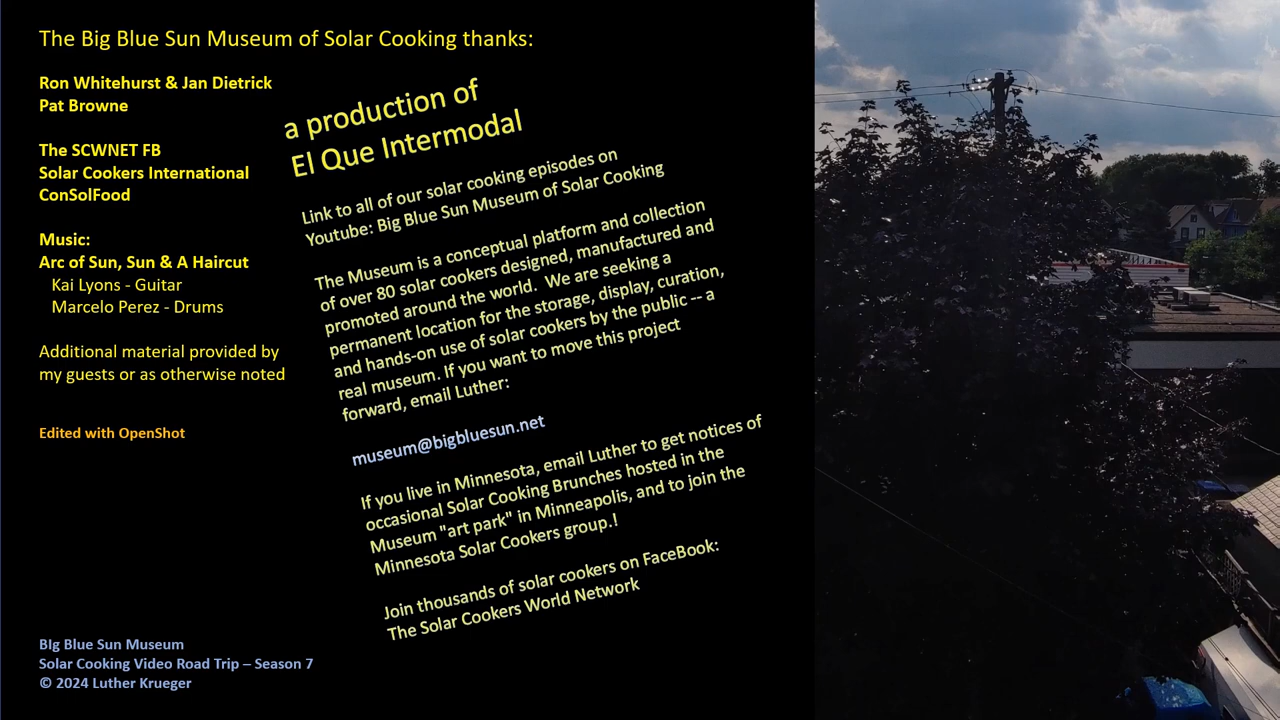 The Big Blue Sun Museum of Solar Cooking thanks:
Ron Whitehurst & Jan Dietrick
Pat Browne
The SCWNET FB
Solar Cookers International
ConSolFood
Music:
Arc of Sun, Sun & A Haircut
Kai Lyons - Guitar
Marcelo Perez - Drums
Additional material provided by
my guests or as otherwise noted
Edited with OpenShot
a production of
El Que Intermodal
Link to all of our solar cooking episodes on
Youtube: Big Blue Sun Museum of Solar Cooking
The Museum is a conceptual platform and collection
of over 80 solar cookers designed, manufactured and
promoted around the world.  We are seeking a
permanent location for the storage, display, curation,
and hands-on use of solar cookers by the public -- a
real museum. If you want to move this project
forward, email Luther:
museum@bigbluesun.net
If you live in Minnesota, email Luther to get notices of
occasional Solar Cooking Brunches hosted in the
Museum "art park" in Minneapolis, and to join the
Minnesota Solar Cookers group.!
Join thousands of solar cookers on FaceBook:
The Solar Cookers World Network
BIg Blue Sun Museum
Solar Cooking Video Road Trip – Season 7
© 2024 Luther Krueger